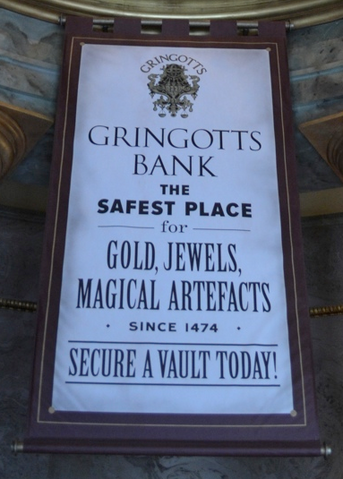 GRINGOTTS
GRINGOTTS
BANK
THE
SAFEST PLACE
for
GOLD, JEWELS,
MAGICAL ARTEFACTS
· SINCE 1474 ·
SECURE A VAULT TODAY!